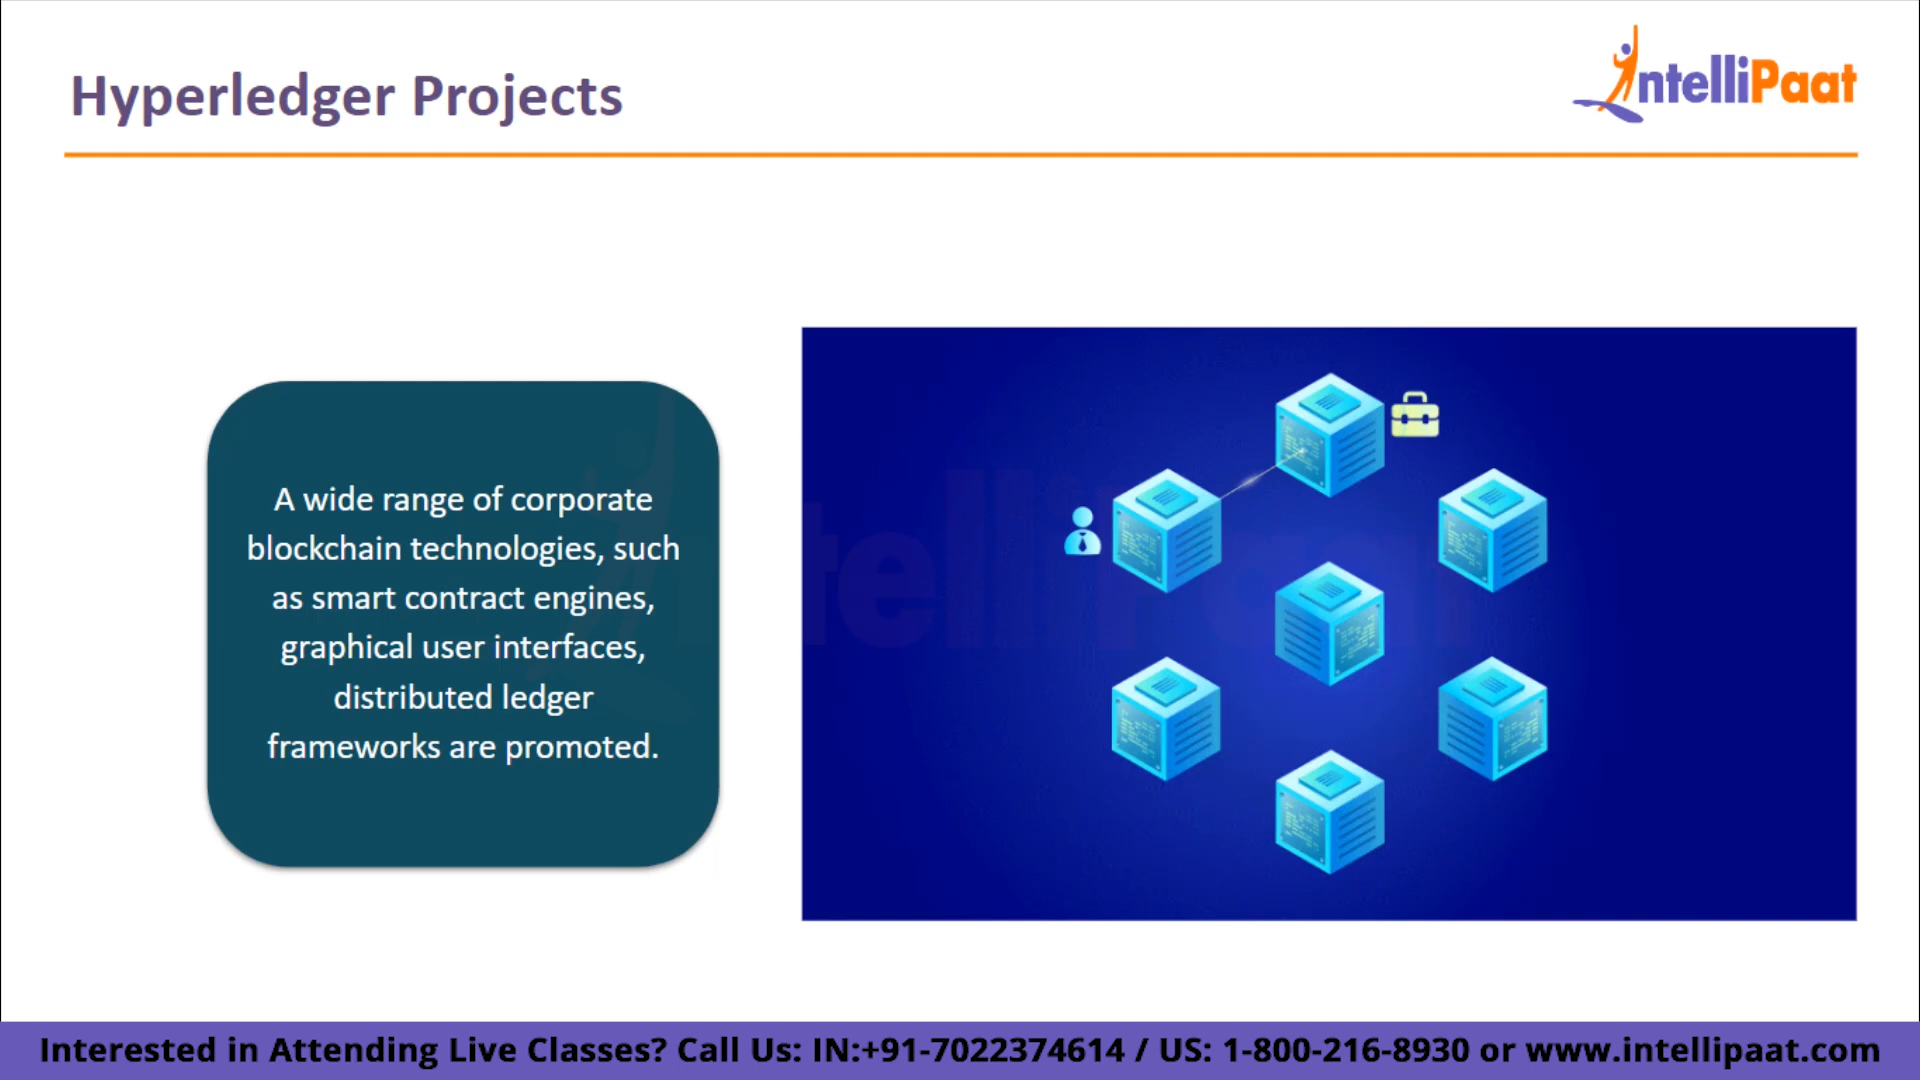 Hyperledger Projects
IntelliPaat
A wide range of corporate
blockchain technologies, such
as smart contract engines,
graphical user interfaces,
distributed ledger
frameworks are promoted.
IntelliPaat
Interested in Attending Live Classes? Call Us: IN:+91-7022374614 / US: 1-800-216-8930 or www.intellipaat.com